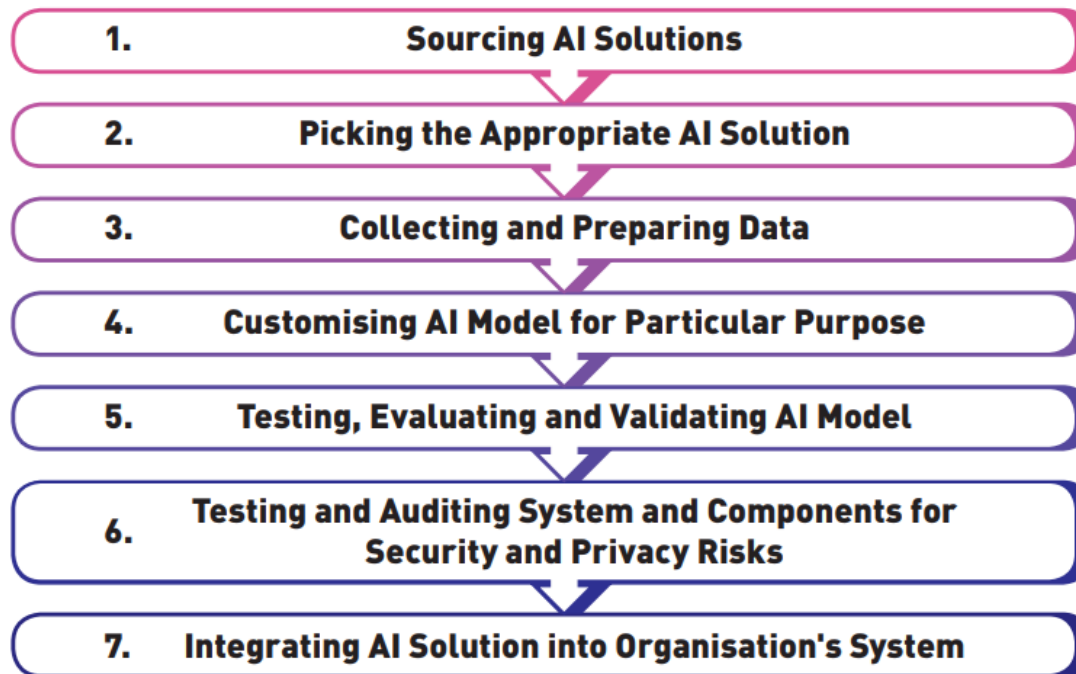 1. Sourcing AI Solutions
2. Picking the Appropriate AI Solution
3. Collecting and Preparing Data
4. Customising AI Model for Particular Purpose
5. Testing, Evaluating and Validating AI Model
6. Testing and Auditing System and Components for
Security and Privacy Risks
7. Integrating AI Solution into Organisation's System